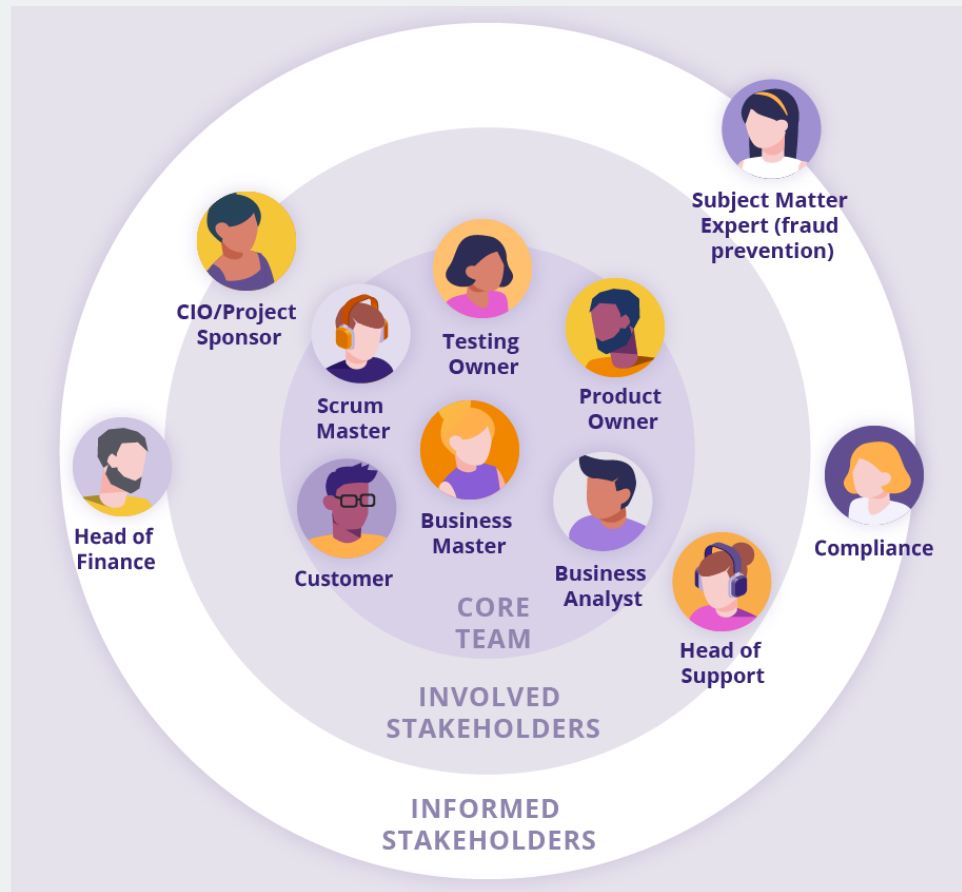 Subject Matter
Expert (fraud
prevention)
CIO/Project
Sponsor
Testing
Owner
Product
Owner
Scrum
Master
Head of
Finance
Business
Master
Customer
Compliance
Business
Analyst
Head of
Support
CORE
TEAM
INVOLVED
STAKEHOLDERS
INFORMED
STAKEHOLDERS